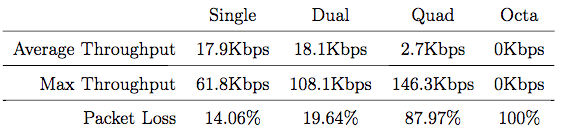 Single Dual Quad Octa
Average Throughput 17.9Kbps 18.1Kbps 2.7Kbps 0Kbps
Max Throughput 61.8Kbps 108.1Kbps 146.3Kbps 0Kbps
Packet Loss 14.06% 19.64% 87.97% 100%